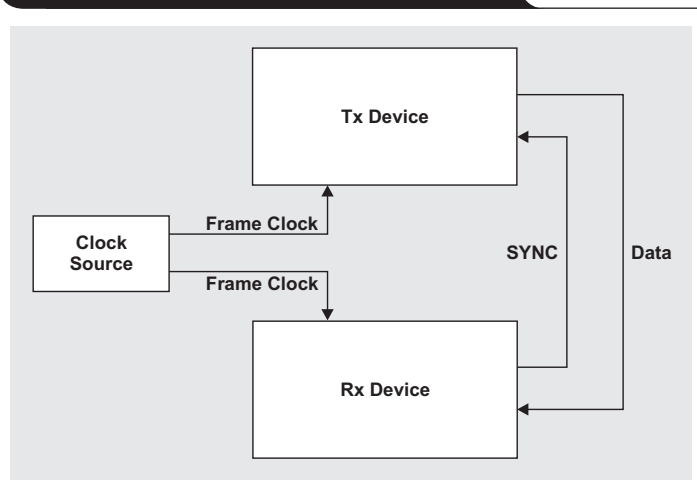 Tx Device
Frame Clock
Clock
Source
SYNC
Data
Frame Clock
Rx Device